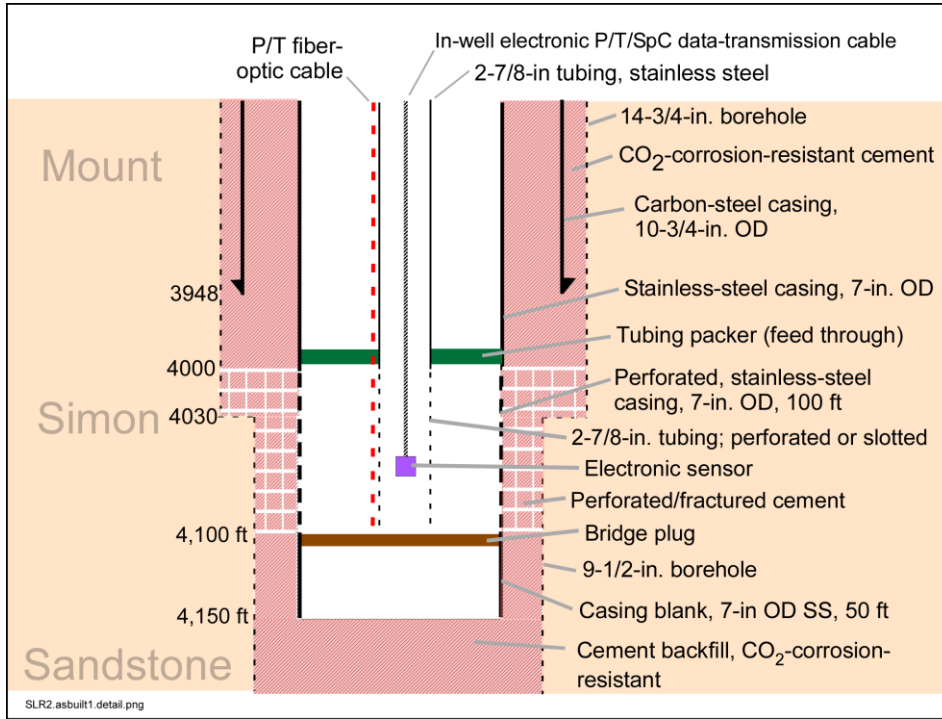 P/T fiber-
optic cable
In-well electronic P/T/SpC data-transmission cable
2-7/8-in tubing, stainless steel
14-3/4-in. borehole
CO2-corrosion-resistant cement
Mount
Carbon-steel casing,
10-3/4-in. OD
3948
Stainless-steel casing, 7-in. OD
Tubing packer (feed through)
4000
Perforated, stainless-steel
casing, 7-in. OD, 100 ft
Simon
4030
2-7/8-in. tubing; perforated or slotted
Electronic sensor
Perforated/fractured cement
4,100 ft
Bridge plug
9-1/2-in. borehole
4,150 ft
Casing blank, 7-in OD SS, 50 ft
Sandstone
Cement backfill, CO2-corrosion-
resistant
SLR2.asbuilt1.detail.png